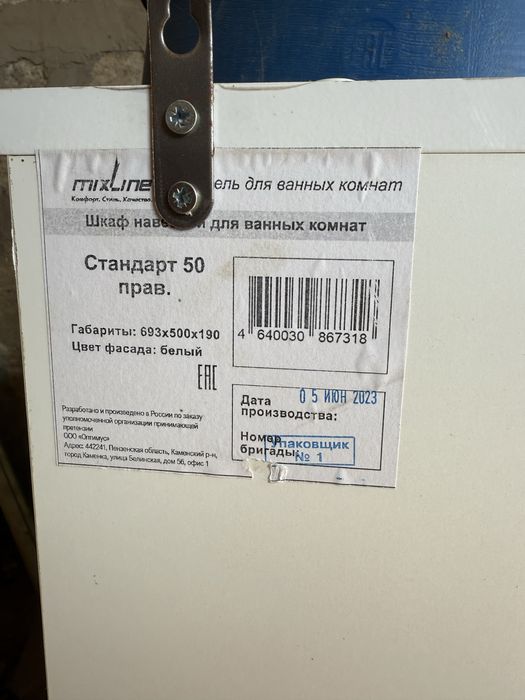 mixLine ель для ванных комнат
Комфорт. Стиль. Качество.
Шкаф наве для ванных комнат
Стандарт 50
прав.
Габариты: 693х500х190
Цвет фасада: белый
4 640030 867318
EAC
Дата 05 ИЮН 2023
производства:
Номер
бригады:
Упаковщик
№ 1
Разработано и произведено в России по заказу
уполномоченной организации принимающей
претензии
ООО «Оптимус»
Адрес: 442241, Пензенская область, Каменский р-н,
город Каменка, улица Белинская, дом 56, офис 1